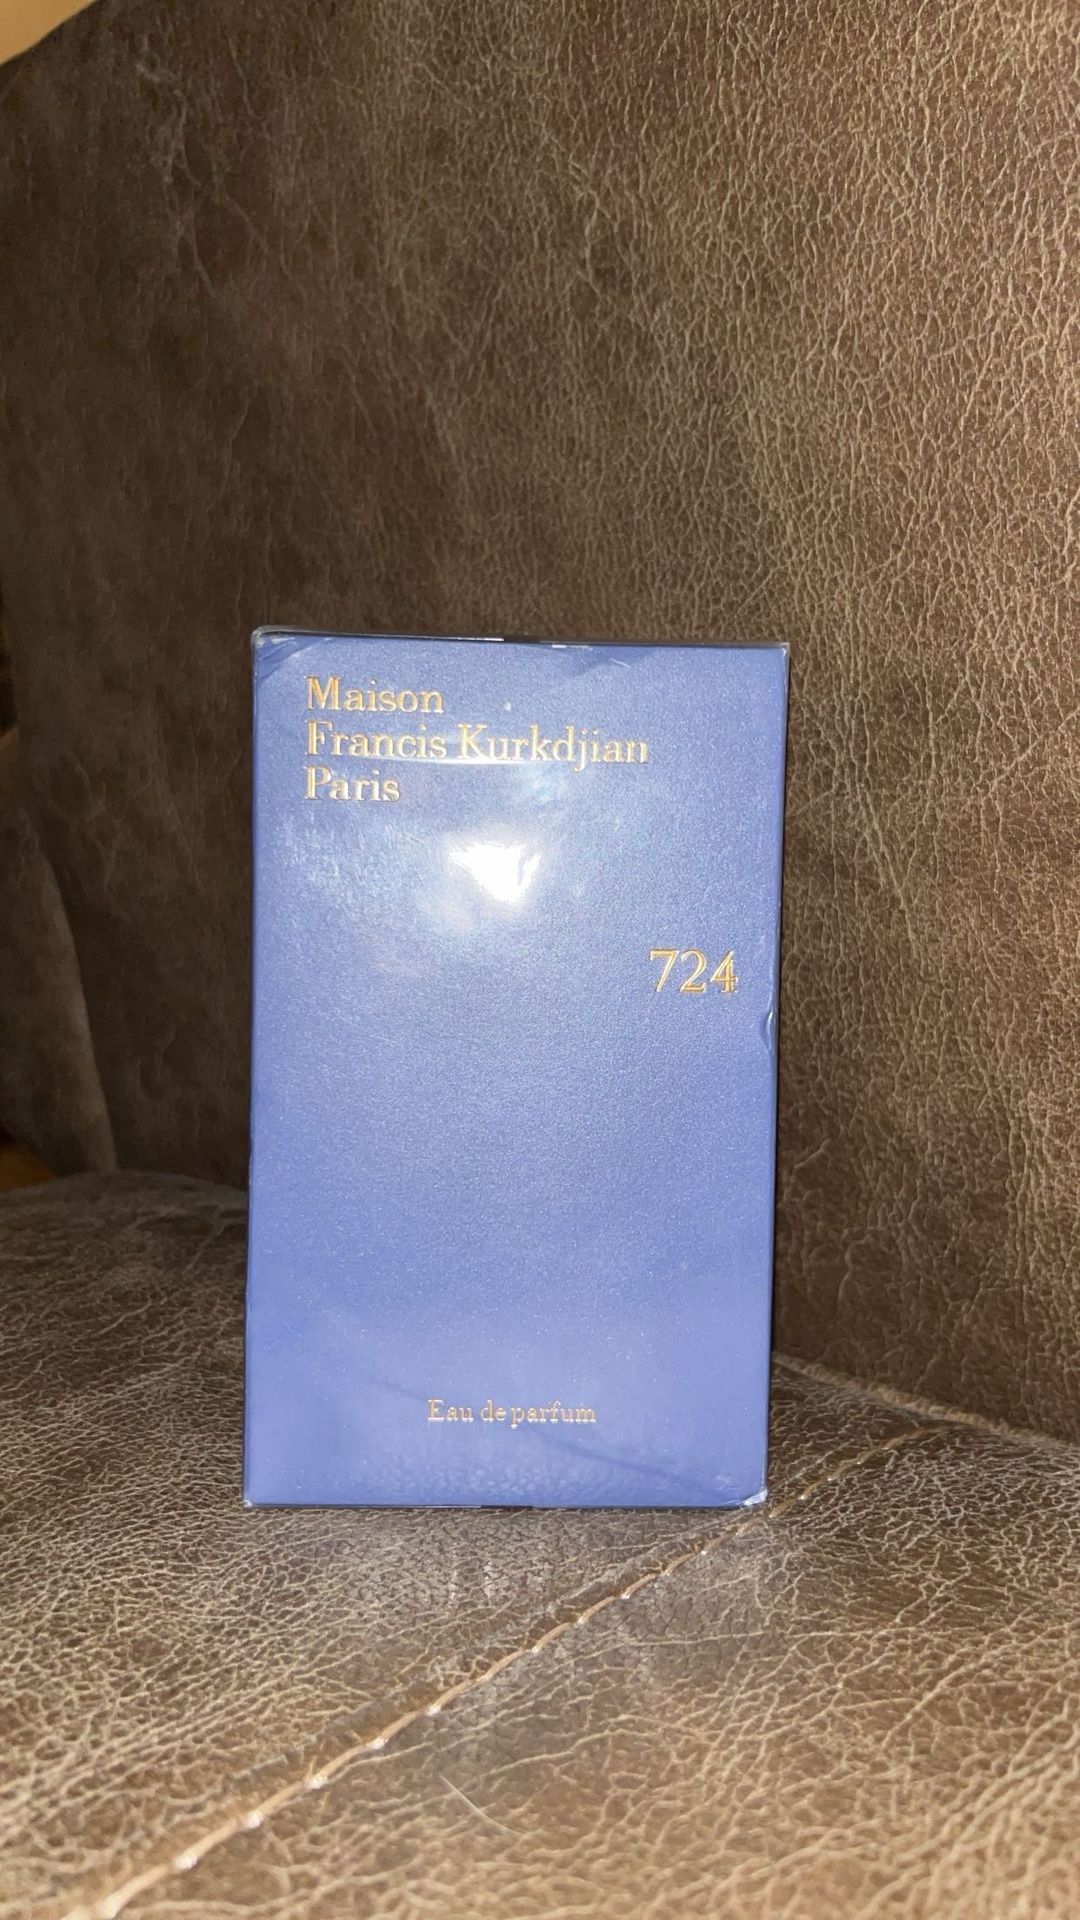 Maison
Francis Kurkdjian
Paris
724
Eau de parfum